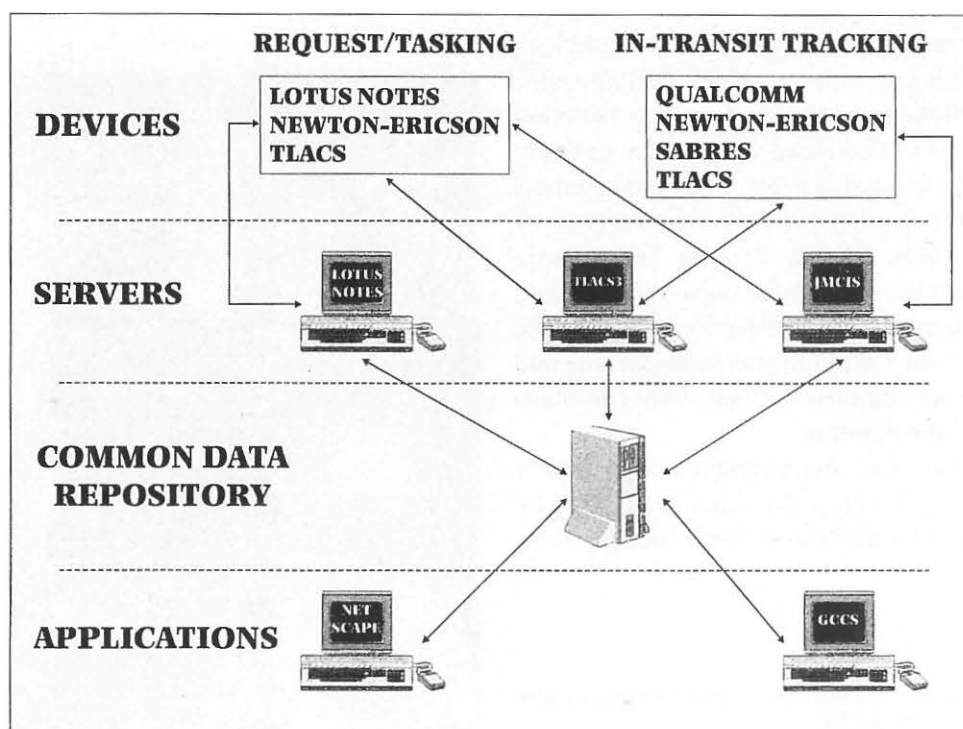 REQUEST/TASKING
IN-TRANSIT TRACKING
DEVICES
LOTUS NOTES
NEWTON-ERICSON
TLACS
QUALCOMM
NEWTON-ERICSON
SABRES
TLACS
SERVERS
LOTUS
NOTES
TLACS3
JMCIS
COMMON DATA
REPOSITORY
APPLICATIONS
NET
SCAPE
GCCS